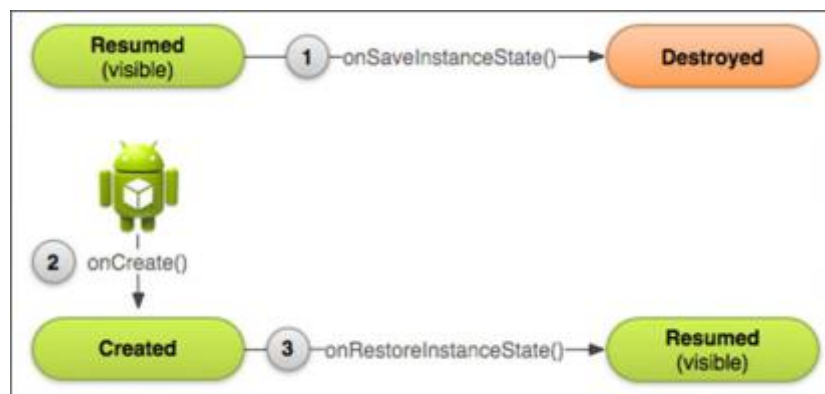 Resumed
(visible)
1
onSaveInstanceState()
Destroyed
2
onCreate()
Created
3
onRestoreInstanceState()
Resumed
(visible)